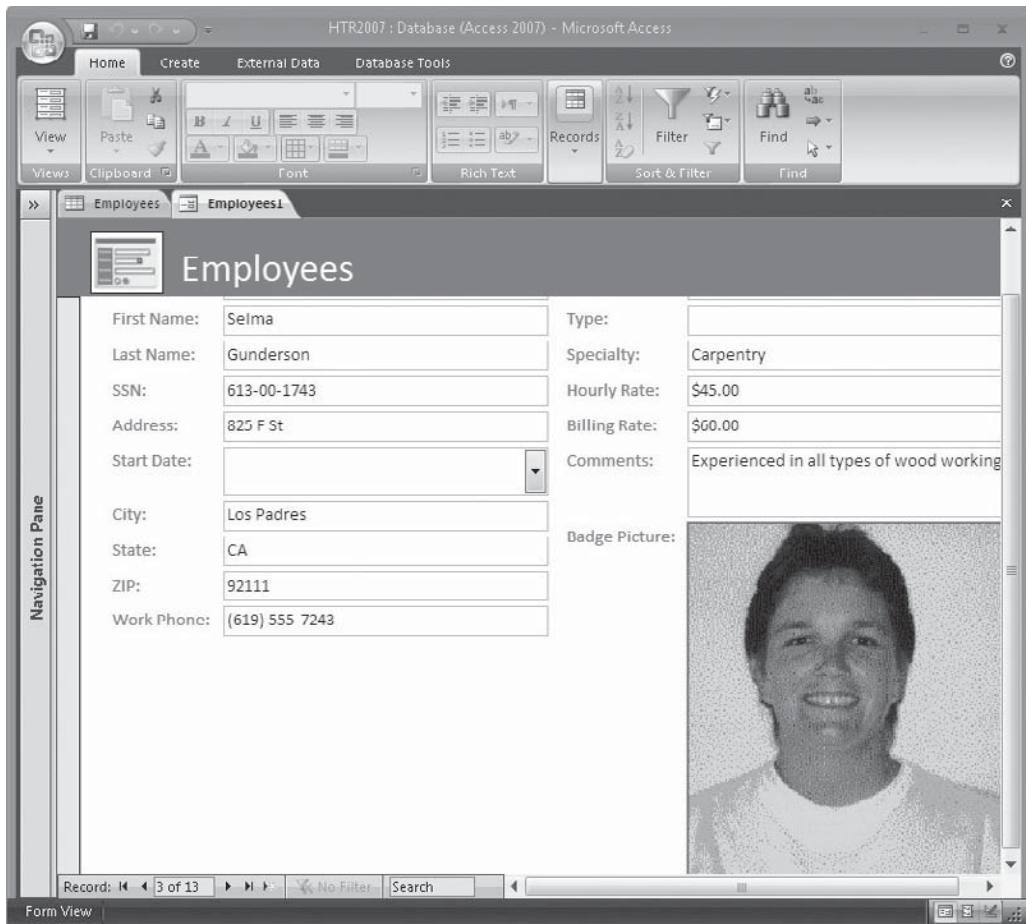 HTR2007 : Database (Access 2007) - Microsoft Access
Home Create External Data Database Tools
View
Paste
B I U
A
Records
Filter
Find
Views
Clipboard
Font
Rich Text
Sort & Filter
Find
Employees
Employees1
Navigation Pane
Employees
First Name: Selma
Type:
Last Name: Gunderson
Specialty: Carpentry
SSN: 613-00-1743
Hourly Rate: $45.00
Address: 825 F St
Billing Rate: $60.00
Start Date:
Comments: Experienced in all types of wood working
City: Los Padres
Badge Picture:
State: CA
ZIP: 92111
Work Phone: (619) 555 7243
Record: 3 of 13 No Filter Search
Form View